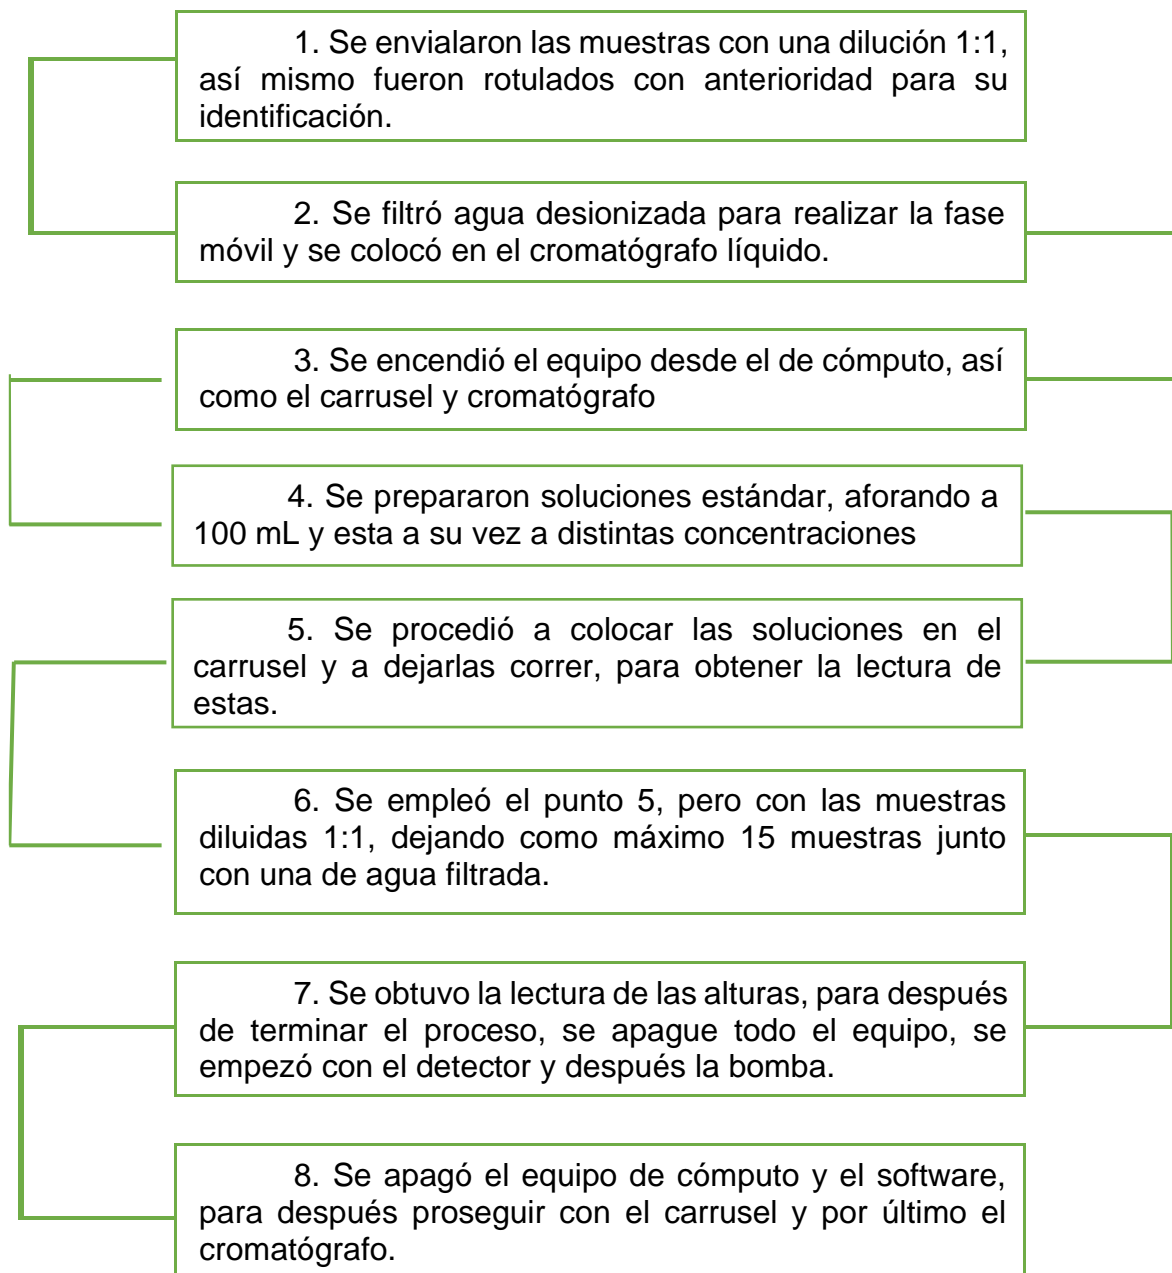 1. Se envialaron las muestras con una dilución 1:1,
así mismo fueron rotulados con anterioridad para su
identificación.
2. Se filtró agua desionizada para realizar la fase
móvil y se colocó en el cromatógrafo líquido.
3. Se encendió el equipo desde el de cómputo, así
como el carrusel y cromatógrafo
4. Se prepararon soluciones estándar, aforando a
100 mL y esta a su vez a distintas concentraciones
5. Se procedió a colocar las soluciones en el
carrusel y a dejarlas correr, para obtener la lectura de
estas.
6. Se empleó el punto 5, pero con las muestras
diluidas 1:1, dejando como máximo 15 muestras junto
con una de agua filtrada.
7. Se obtuvo la lectura de las alturas, para después
de terminar el proceso, se apague todo el equipo, se
empezó con el detector y después la bomba.
8. Se apagó el equipo de cómputo y el software,
para después proseguir con el carrusel y por último el
cromatógrafo.